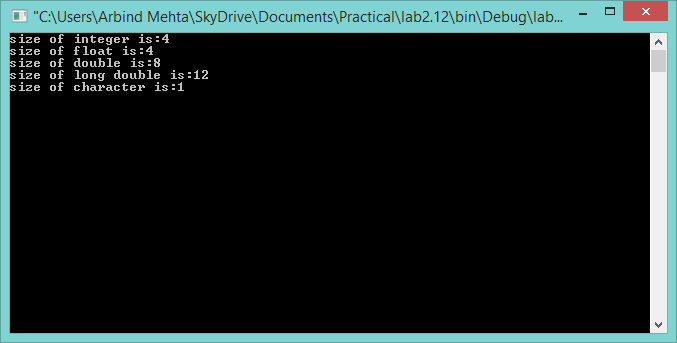 "C:\Users\Arbind Mehta\SkyDrive\Documents\Practical\lab2.12\bin\Debug\lab...
size of integer is:4
size of float is:4
size of double is:8
size of long double is:12
size of character is:1